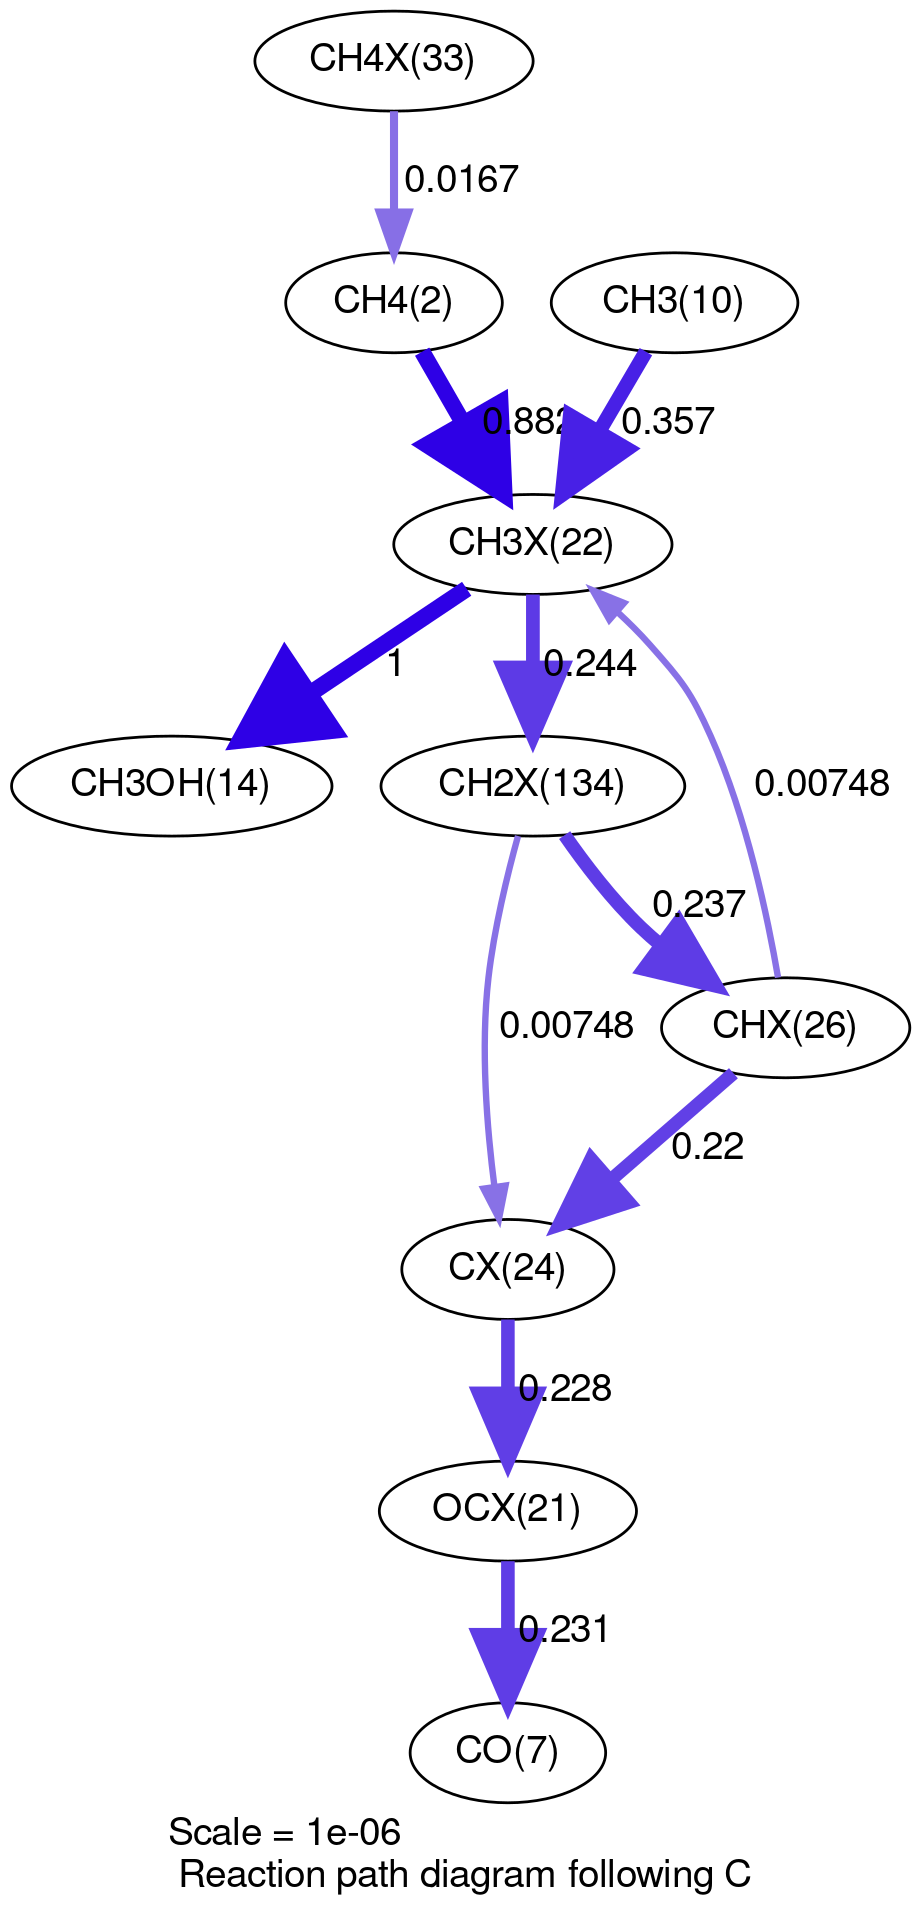 CH4X(33)
0.0167
CH4(2)
CH3(10)
0.882
0.357
CH3X(22)
1
0.244
CH3OH(14)
CH2X(134)
0.00748
0.237
0.00748
CHX(26)
0.22
CX(24)
0.228
OCX(21)
0.231
CO(7)
Scale = 1e-06
Reaction path diagram following C